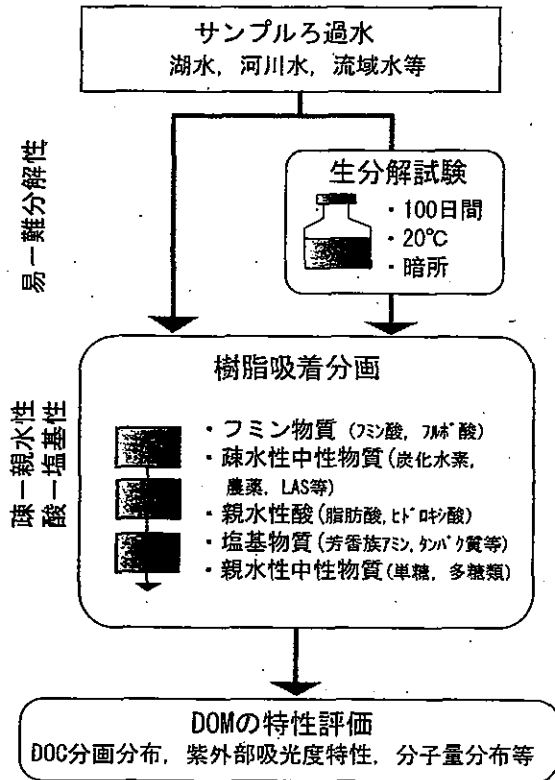 サンプルろ過水
湖水，河川水，流域水等
易－難分解性
生分解試験
・100日間
・20℃
・暗所
疎－親水性
酸－塩基性
樹脂吸着分画
・フミン物質（フミン酸，フルボ酸）
・疎水性中性物質（炭化水素，
農薬，LAS等）
・親水性酸（脂肪酸，ヒドロキシ酸）
・塩基物質（芳香族アミン，タンパク質等）
・親水性中性物質（単糖，多糖類）
DOMの特性評価
DOC分画分布，紫外部吸光度特性，分子量分布等